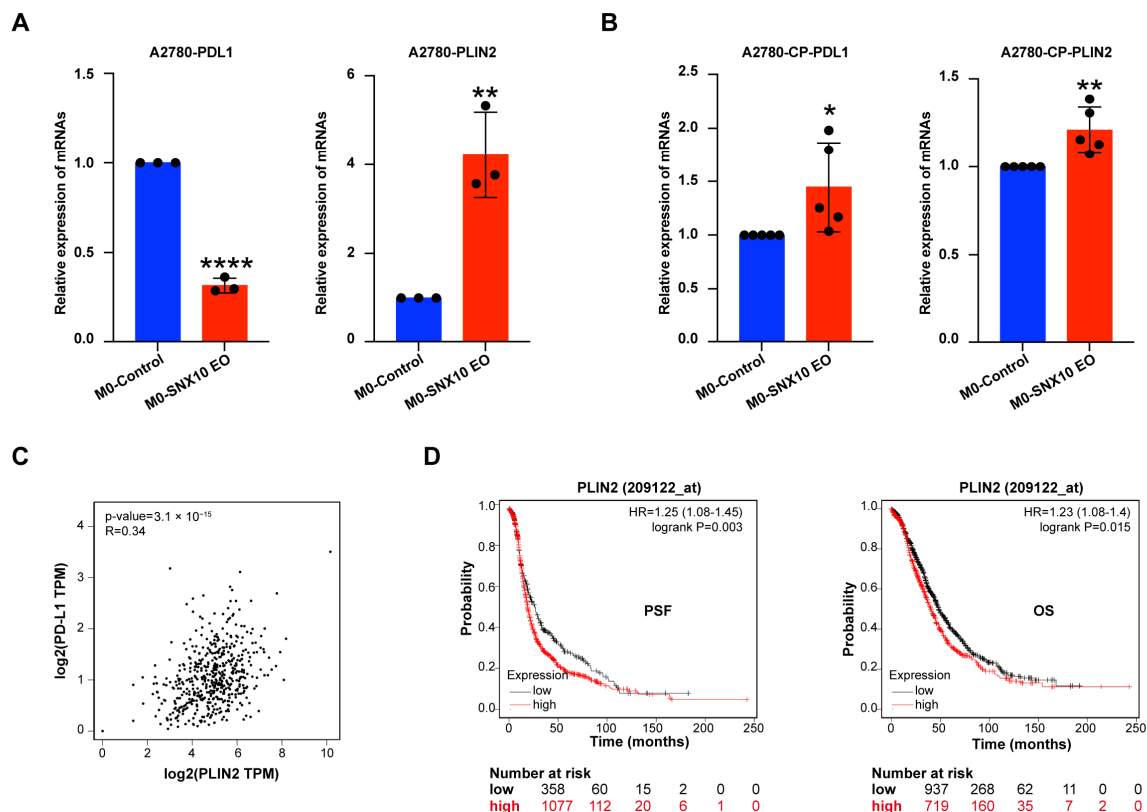 A
B
A2780-PDL1
A2780-PLIN2
A2780-CP-PDL1
A2780-CP-PLIN2
Relative expression of mRNAs
1.5
1.0
0.5
0.0
****
M0-Control
M0-SNX10 EO
Relative expression of mRNAs
6
4
2
0
**
M0-Control
M0-SNX10 EO
Relative expression of mRNAs
2.5
2.0
1.5
1.0
0.5
0.0
*
M0-Control
M0-SNX10 EO
Relative expression of mRNAs
1.5
1.0
0.5
0.0
**
M0-Control
M0-SNX10 EO
C
p-value=3.1 × 10⁻¹⁵
R=0.34
log2(PD-L1 TPM)
4
3
2
1
0
0 2 4 6 8 10
log2(PLIN2 TPM)
D
PLIN2 (209122_at)
HR=1.25 (1.08-1.45)
logrank P=0.003
Probability
1.0
0.8
0.6
0.4
0.2
0.0
PSF
Expression
low
high
0 50 100 150 200 250
Time (months)
Number at risk
low 358 60 15 2 0 0
high 1077 112 20 6 1 0
PLIN2 (209122_at)
HR=1.23 (1.08-1.4)
logrank P=0.015
Probability
1.0
0.8
0.6
0.4
0.2
0.0
OS
Expression
low
high
0 50 100 150 200 250
Time (months)
Number at risk
low 937 268 62 11 0 0
high 719 160 35 7 2 0